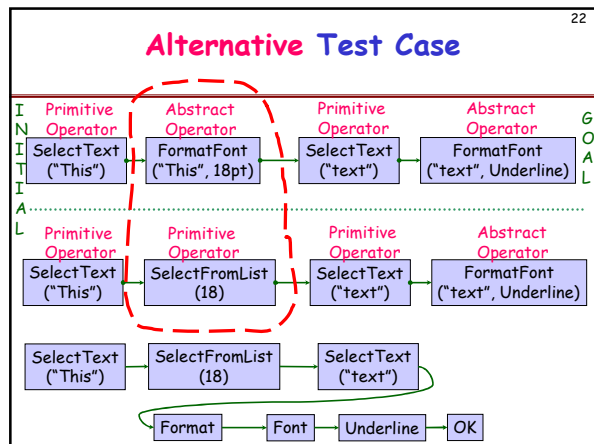 22
Alternative Test Case
INITIAL
GOAL
Primitive
Operator
Abstract
Operator
Primitive
Operator
Abstract
Operator
SelectText
("This")
FormatFont
("This", 18pt)
SelectText
("text")
FormatFont
("text", Underline)
Primitive
Operator
Primitive
Operator
Primitive
Operator
Abstract
Operator
SelectText
("This")
SelectFromList
(18)
SelectText
("text")
FormatFont
("text", Underline)
SelectText
("This")
SelectFromList
(18)
SelectText
("text")
Format
Font
Underline
OK